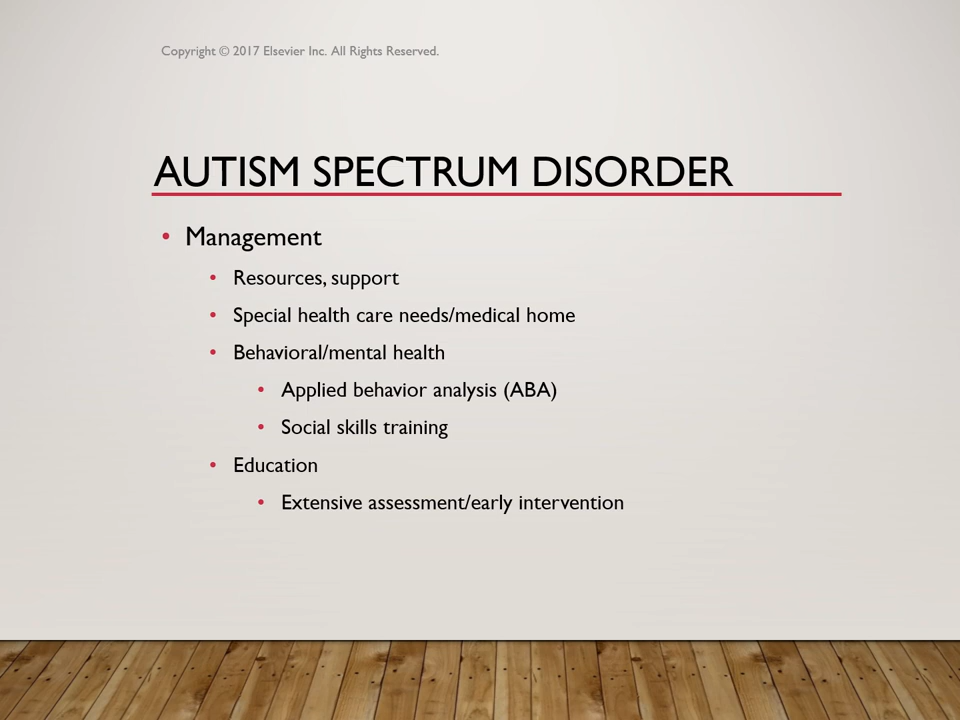 Copyright © 2017 Elsevier Inc. All Rights Reserved.
AUTISM SPECTRUM DISORDER
• Management
• Resources, support
• Special health care needs/medical home
• Behavioral/mental health
• Applied behavior analysis (ABA)
• Social skills training
• Education
• Extensive assessment/early intervention